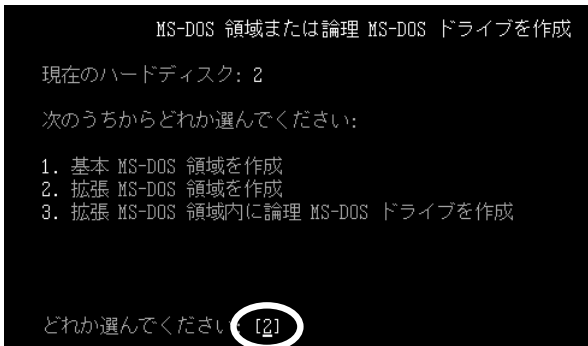 MS-DOS 領域または論理 MS-DOS ドライブを作成
現在のハードディスク: 2
次のうちからどれか選んでください:
1. 基本 MS-DOS 領域を作成
2. 拡張 MS-DOS 領域を作成
3. 拡張 MS-DOS 領域内に論理 MS-DOS ドライブを作成
どれか選んでください [2]